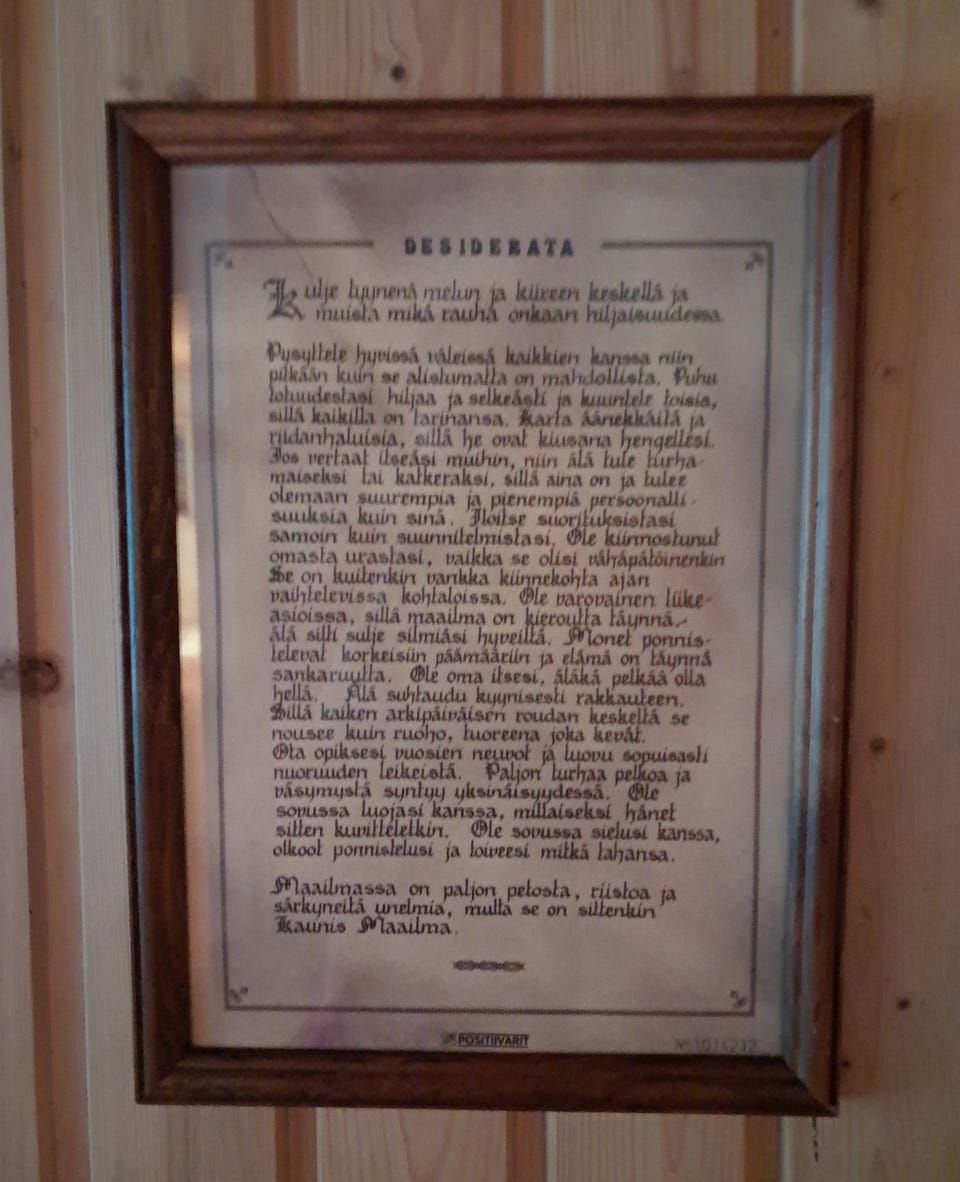 DESIDERATA
Kulje tyynenä melun ja kiireen keskellä ja
muista mikä rauha onkaan hiljaisuudessa.
Pysyttele hyvissä väleissä kaikkien kanssa niin
pitkään kuin se alistumatta on mahdollista. Puhu
totuudestasi hiljaa ja selkeästi ja kuuntele toisia,
sillä kaikilla on tarinansa. Karta äänekkäitä ja
riidanhaluisia, sillä he ovat kiusana hengellesi.
Jos vertaat itseäsi muihin, niin älä tule turha-
maiseksi tai katkeraksi, sillä aina on ja tulee
olemaan suurempia ja pienempiä persoonalli-
suuksia kuin sinä. Iloitse suorituksistasi
samoin kuin suunnitelmistasi. Ole kiinnostunut
omasta urastasi, vaikka se olisi vähäpätöinenkin
Se on kuitenkin vankka kiinnekohta ajan
vaihtelevissa kohtaloissa. Ole varovainen liike-
asioissa, sillä maailma on kieroutta täynnä,-
älä silti sulje silmiäsi hyveiltä. Monet ponnis-
televat korkeisiin päämääriin ja elämä on täynnä
sankaruutta. Ole oma itsesi, äläkä pelkää olla
hellä. Älä suhtaudu kyynisesti rakkauteen.
Sillä kaiken arkipäiväisen roudan keskeltä se
nousee kuin ruoho, tuoreena joka kevät.
Ota opiksesi vuosien neuvot ja luovu sopuisasti
nuoruuden leikeistä. Paljon turhaa pelkoa ja
väsymystä syntyy yksinäisyydessä. Ole
sovussa luojasi kanssa, millaiseksi hänet
sitten kuvitteletkin. Ole sovussa sielusi kanssa,
olkoot ponnistelusi ja toiveesi mitkä tahansa.
Maailmassa on paljon petosta, riistoa ja
särkyneitä unelmia, mutta se on sittenkin
Kaunis Maailma.
POSITIIVARIT